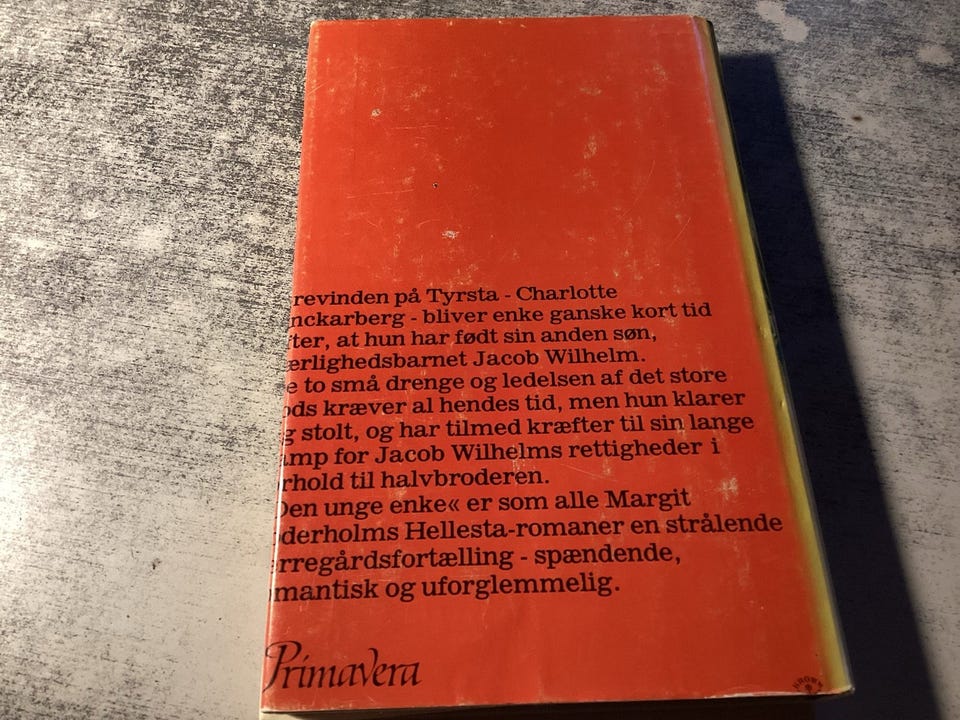 revinden på Tyrsta - Charlotte
nckarberg - bliver enke ganske kort tid
fter, at hun har født sin anden søn,
ærlighedsbarnet Jacob Wilhelm.
e to små drenge og ledelsen af det store
ods kræver al hendes tid, men hun klarer
g stolt, og har tilmed kræfter til sin lange
amp for Jacob Wilhelms rettigheder i
rhold til halvbroderen.
Den unge enke« er som alle Margit
öderholms Hellesta-romaner en strålende
erregårdsfortælling - spændende,
omantisk og uforglemmelig.
Primavera